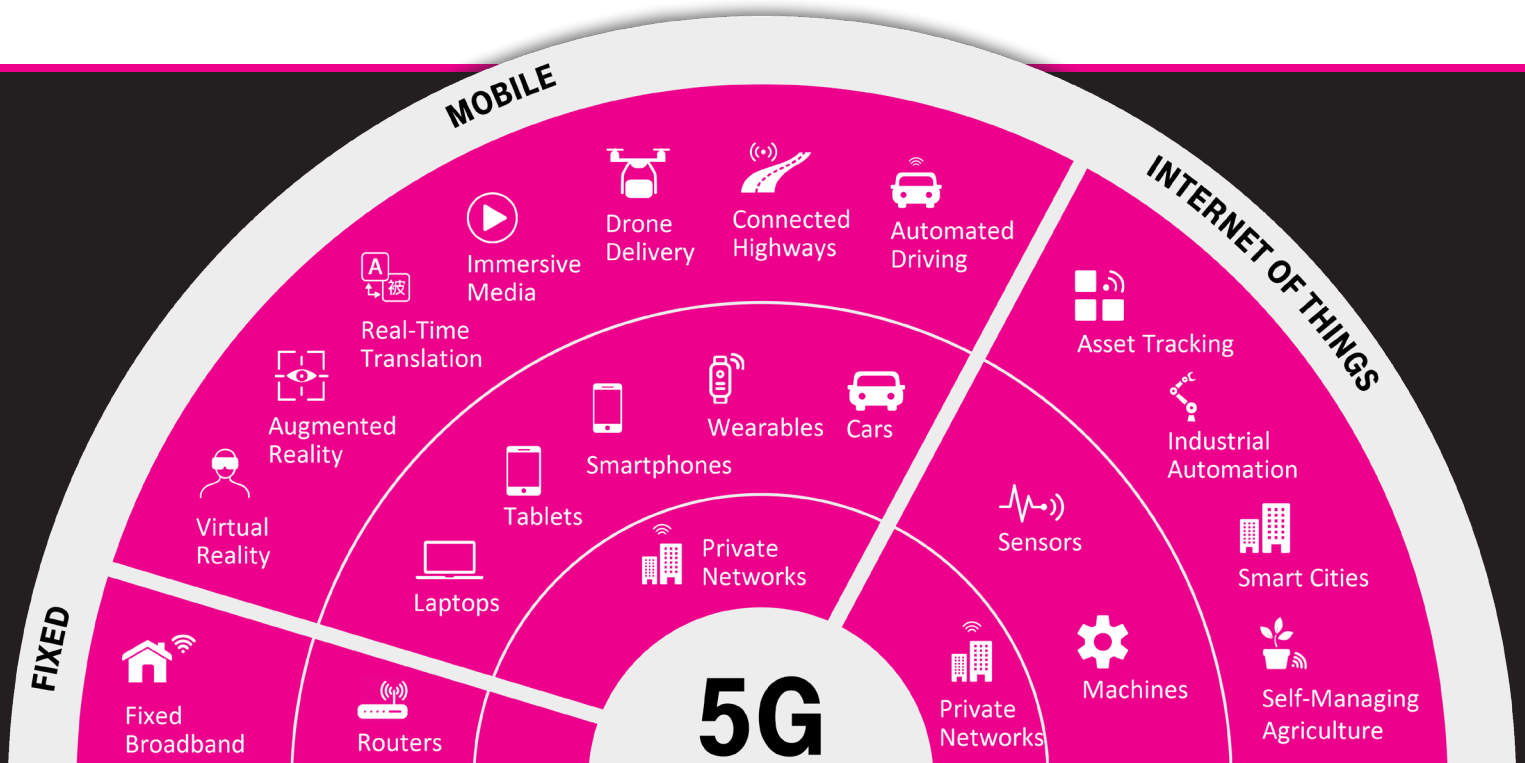 MOBILE
INTERNET OF THINGS
FIXED
Drone
Delivery
Connected
Highways
Automated
Driving
Immersive
Media
A
被
Real-Time
Translation
Augmented
Reality
Virtual
Reality
Wearables
Cars
Smartphones
Tablets
Laptops
Private
Networks
Asset Tracking
Industrial
Automation
Smart Cities
Self-Managing
Agriculture
Sensors
Machines
Private
Networks
Fixed
Broadband
Routers
5G